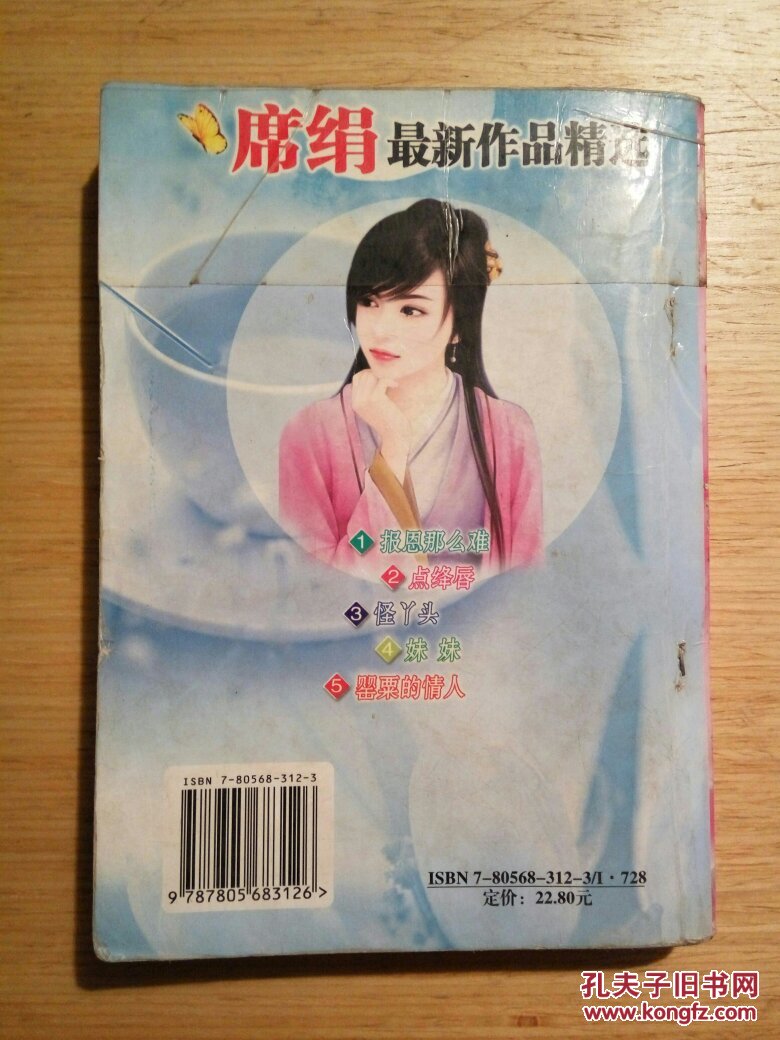 席绢 最新作品精选
1 报恩那么难
2 点绛唇
3 怪丫头
4 妹 妹
5 罂粟的情人
ISBN 7-80568-312-3
9 787805 683126 >
ISBN 7-80568-312-3/I·728
定价：22.80元
孔夫子旧书网
www.kongfz.com